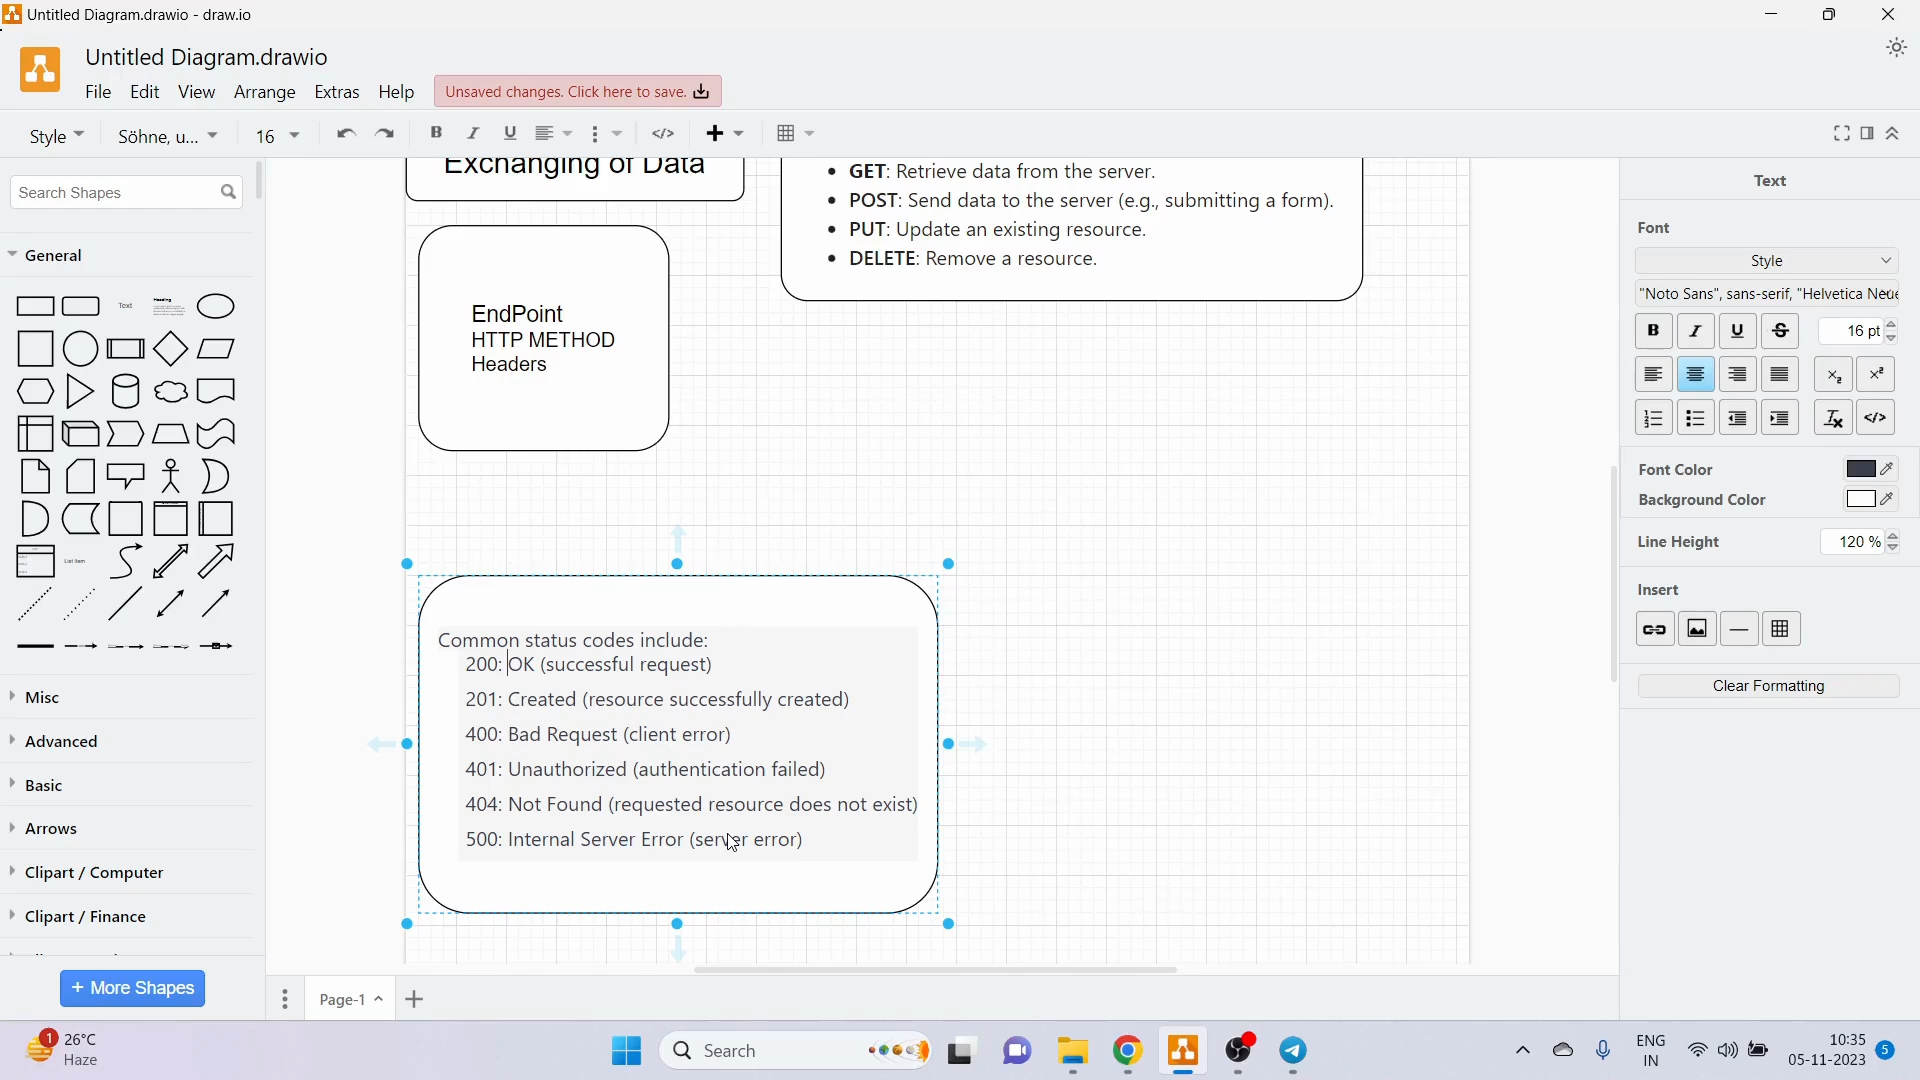 Untitled Diagram.drawio - draw.io
Untitled Diagram.drawio
File Edit View Arrange Extras Help Unsaved changes. Click here to save.
Style Söhne, u... 16
Search Shapes
General
Text
Heading
List Item
Misc
Advanced
Basic
Arrows
Clipart / Computer
Clipart / Finance
+ More Shapes
Exchanging of Data
GET: Retrieve data from the server.
POST: Send data to the server (e.g., submitting a form).
PUT: Update an existing resource.
DELETE: Remove a resource.
EndPoint
HTTP METHOD
Headers
Common status codes include:
200: OK (successful request)
201: Created (resource successfully created)
400: Bad Request (client error)
401: Unauthorized (authentication failed)
404: Not Found (requested resource does not exist)
500: Internal Server Error (server error)
Page-1
Text
Font
Style
"Noto Sans", sans-serif, "Helvetica Neue
B I U S 16 pt
Font Color
Background Color
Line Height 120 %
Insert
Clear Formatting
1
26°C
Haze
Search
ENG
IN
10:35
05-11-2023
5